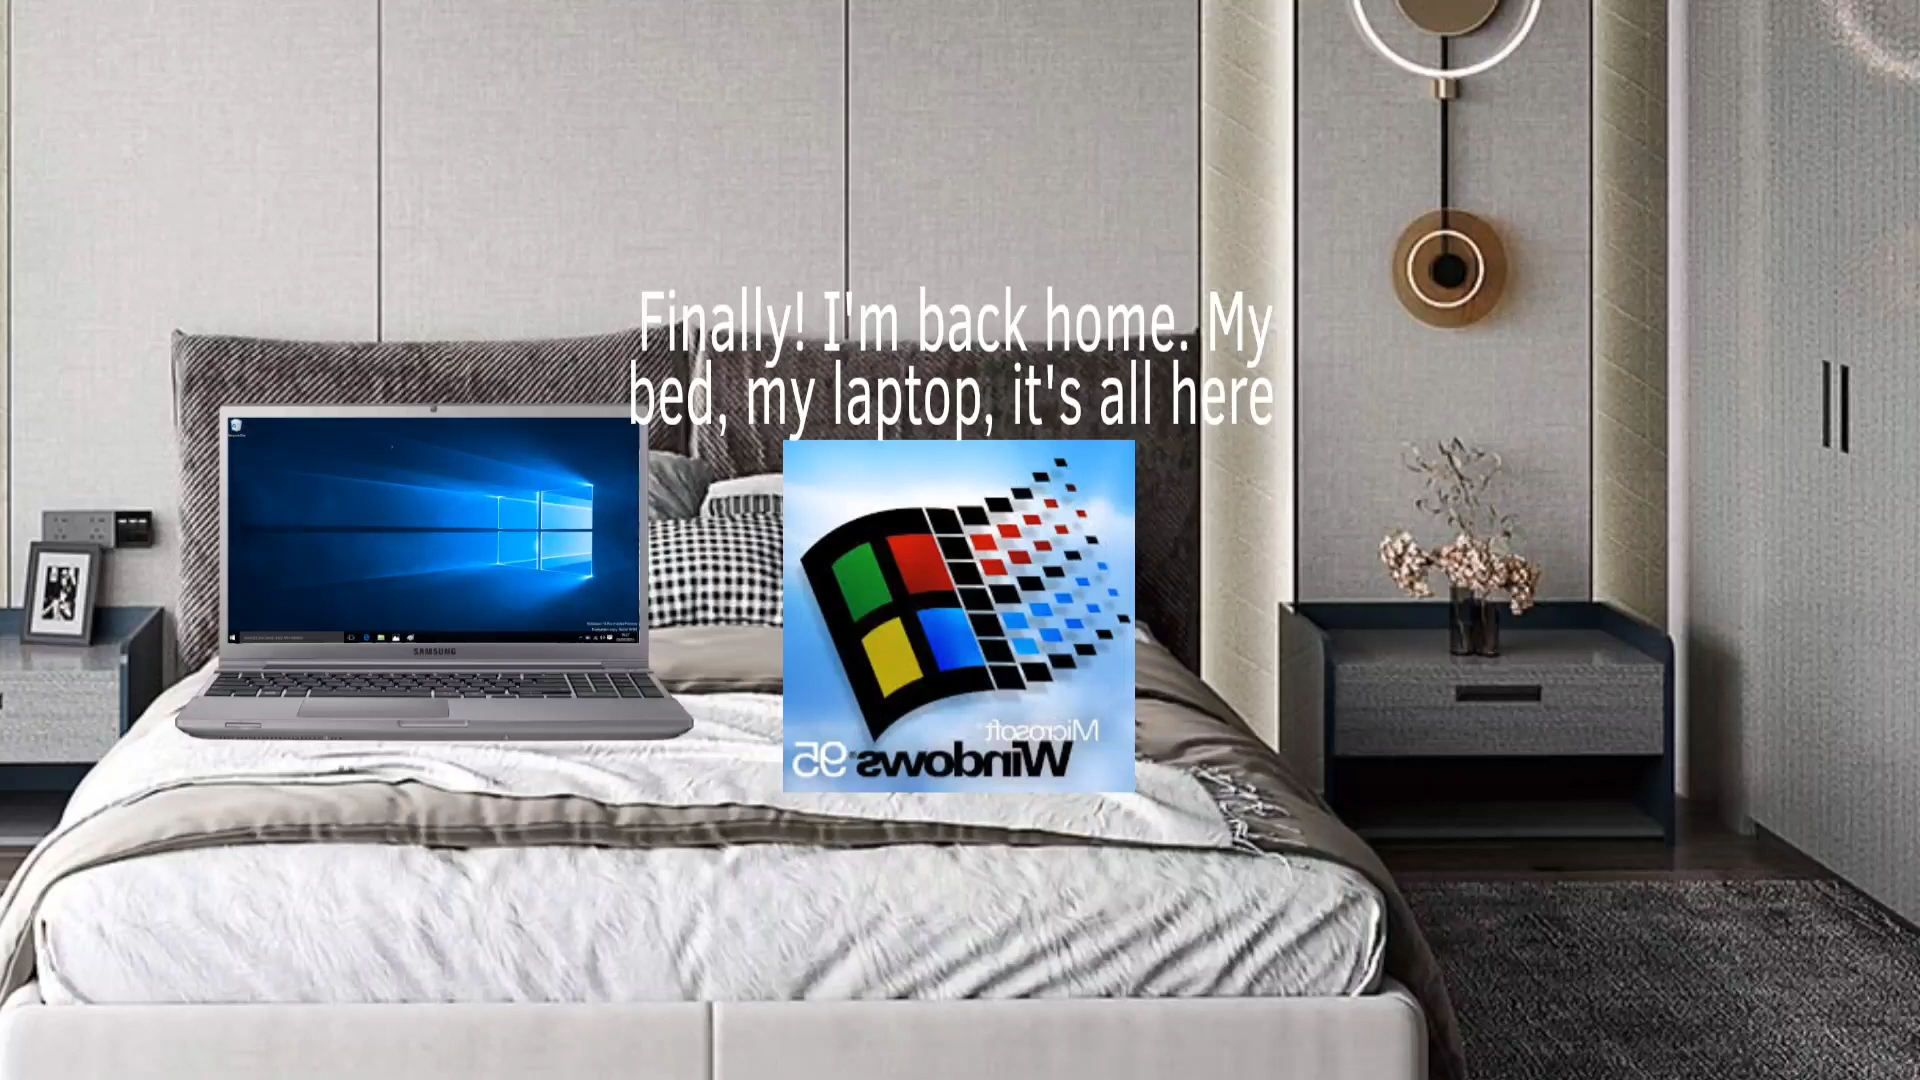 Finally! I'm back home. My
bed, my laptop, it's all here
SAMSUNG
Microsoft
Windows 95